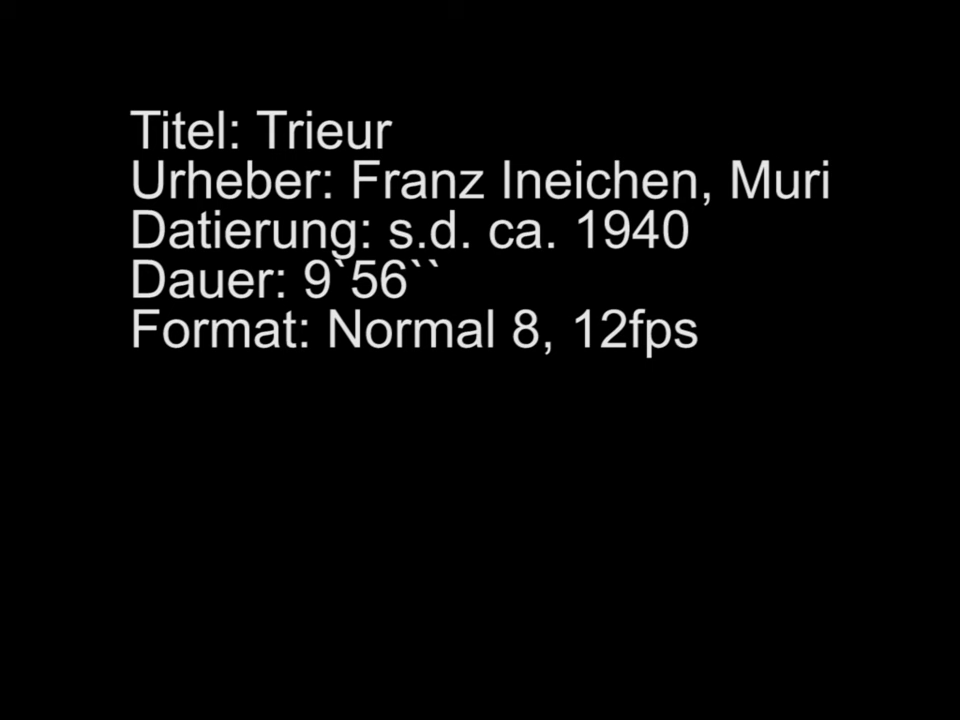 Titel: Trieur
Urheber: Franz Ineichen, Muri
Datierung: s.d. ca. 1940
Dauer: 9`56``
Format: Normal 8, 12fps